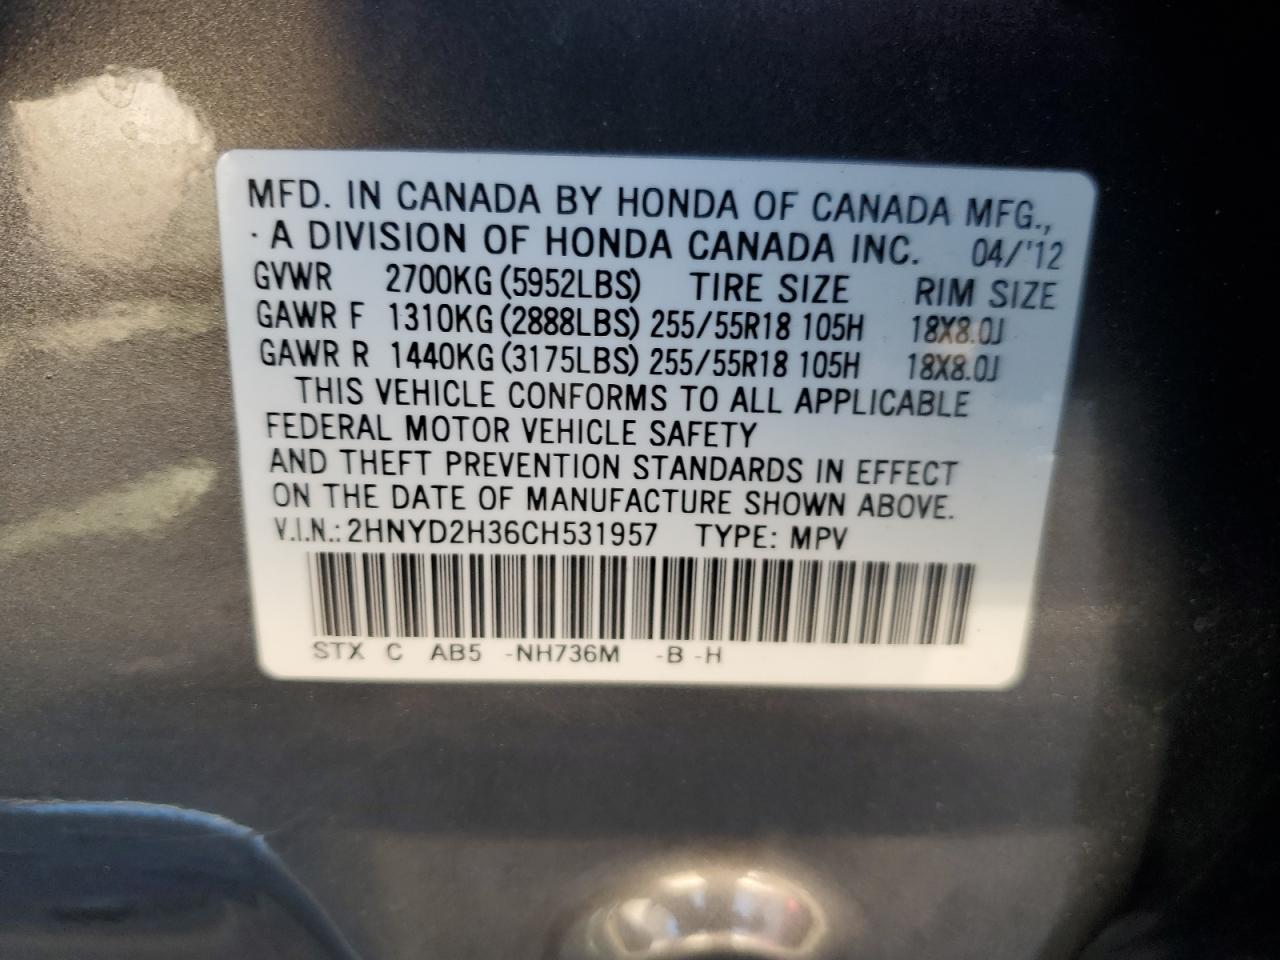 MFD. IN CANADA BY HONDA OF CANADA MFG.,
· A DIVISION OF HONDA CANADA INC. 04/'12
GVWR 2700KG (5952LBS) TIRE SIZE RIM SIZE
GAWR F 1310KG (2888LBS) 255/55R18 105H 18X8.0J
GAWR R 1440KG (3175LBS) 255/55R18 105H 18X8.0J
THIS VEHICLE CONFORMS TO ALL APPLICABLE
FEDERAL MOTOR VEHICLE SAFETY
AND THEFT PREVENTION STANDARDS IN EFFECT
ON THE DATE OF MANUFACTURE SHOWN ABOVE.
V.I.N.: 2HNYD2H36CH531957 TYPE: MPV
STX C AB5 -NH736M -B -H